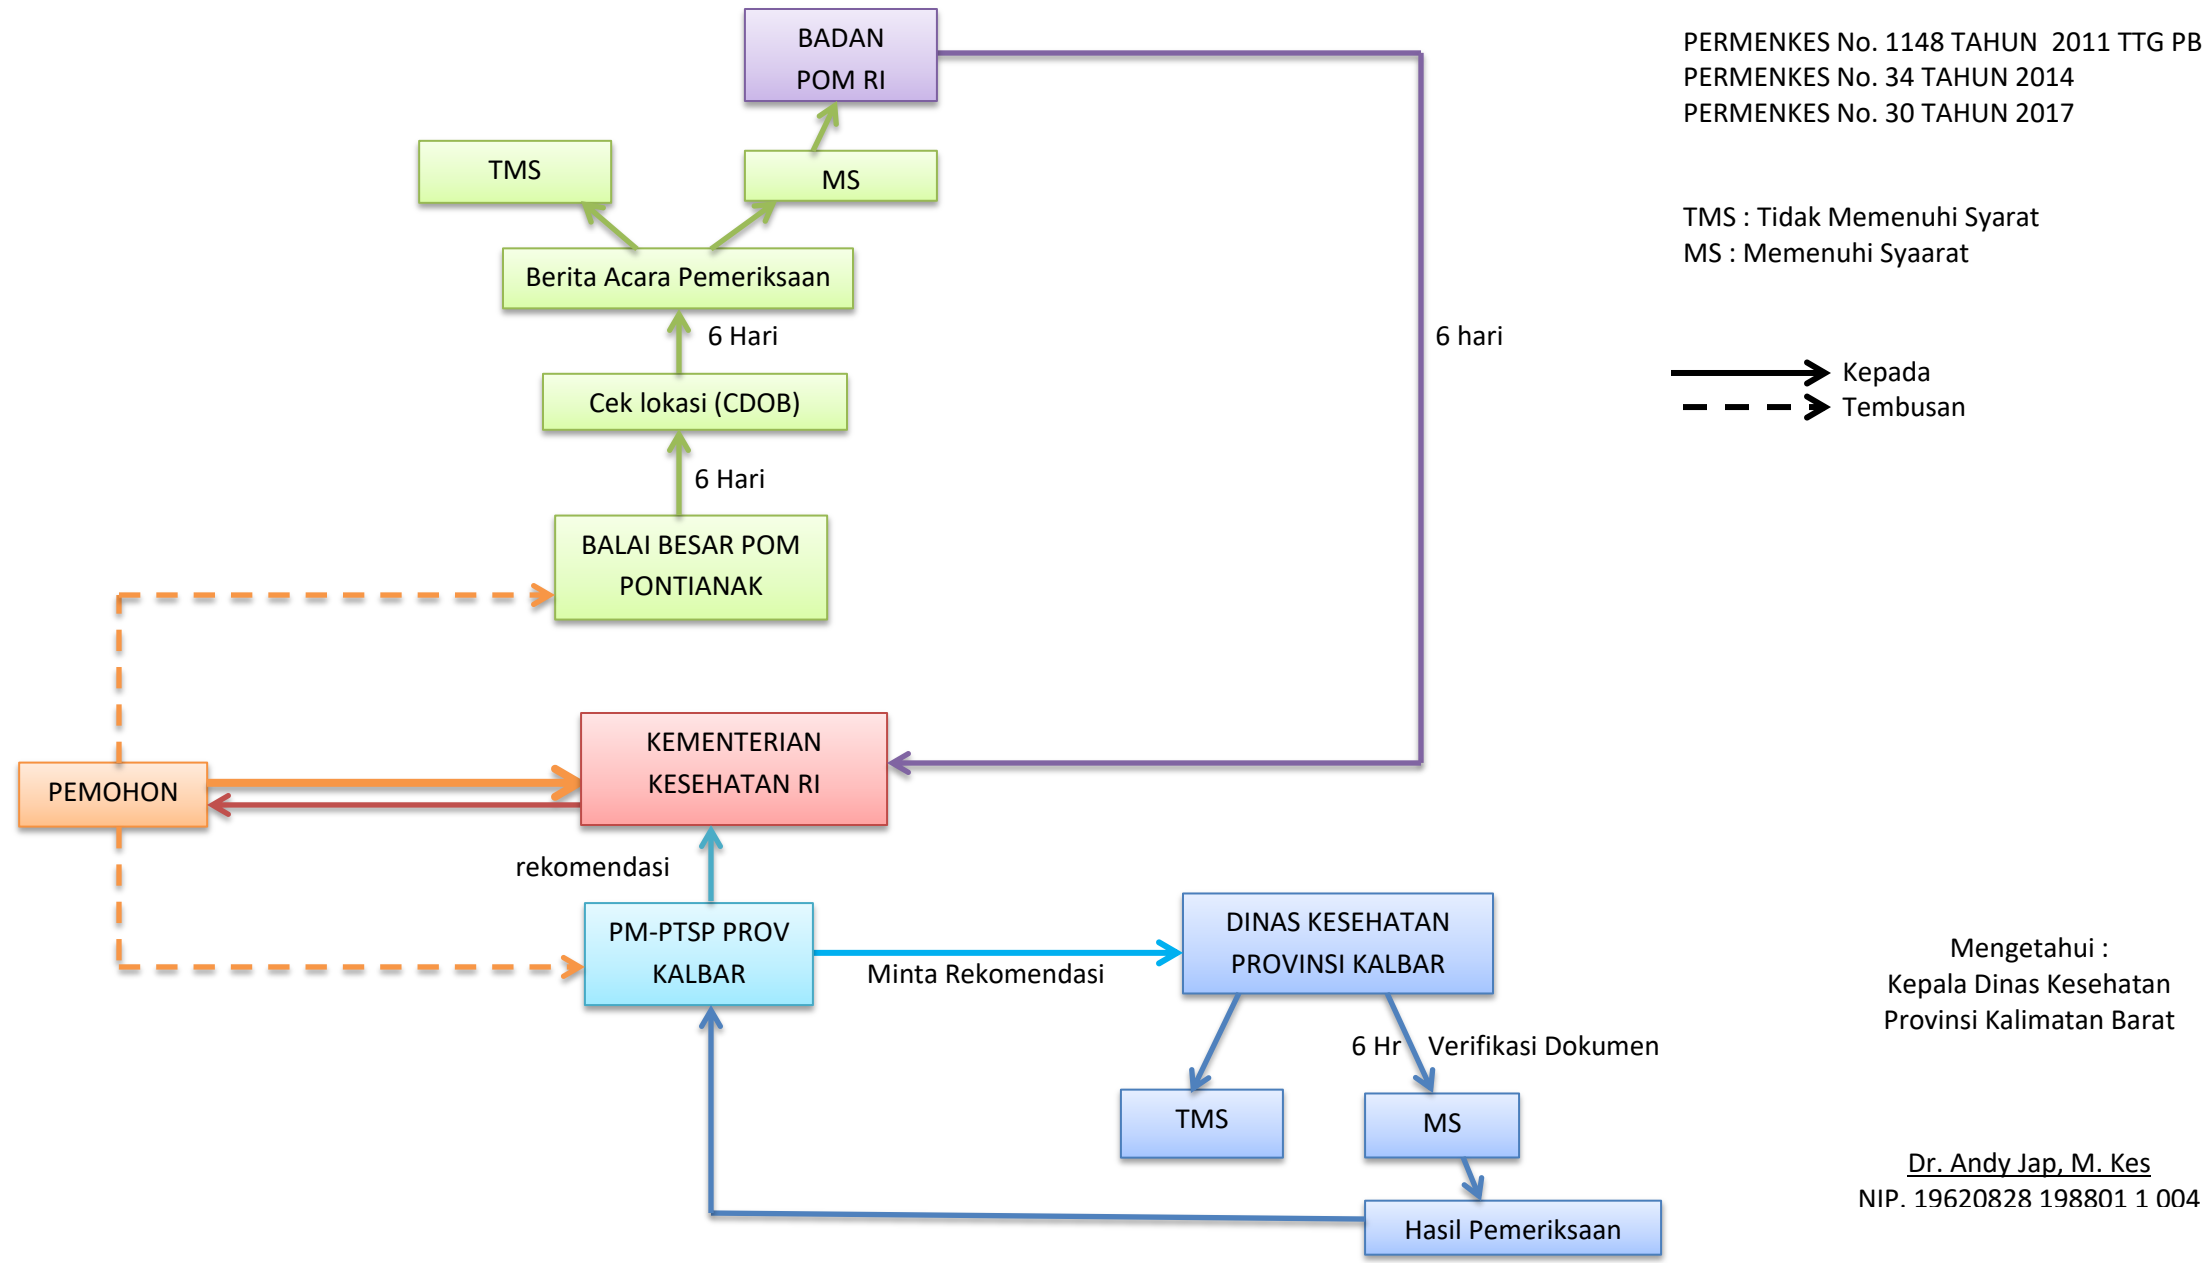 BADAN
POM RI
PERMENKES No. 1148 TAHUN  2011 TTG PB
PERMENKES No. 34 TAHUN 2014
PERMENKES No. 30 TAHUN 2017
TMS
MS
TMS : Tidak Memenuhi Syarat
MS : Memenuhi Syaarat
Berita Acara Pemeriksaan
6 Hari
6 hari
Kepada
Tembusan
Cek lokasi (CDOB)
6 Hari
BALAI BESAR POM
PONTIANAK
KEMENTERIAN
KESEHATAN RI
PEMOHON
rekomendasi
PM-PTSP PROV
KALBAR
Minta Rekomendasi
DINAS KESEHATAN
PROVINSI KALBAR
6 Hr
Verifikasi Dokumen
TMS
MS
Hasil Pemeriksaan
Mengetahui :
Kepala Dinas Kesehatan
Provinsi Kalimatan Barat
Dr. Andy Jap, M. Kes
NIP. 19620828 198801 1 004